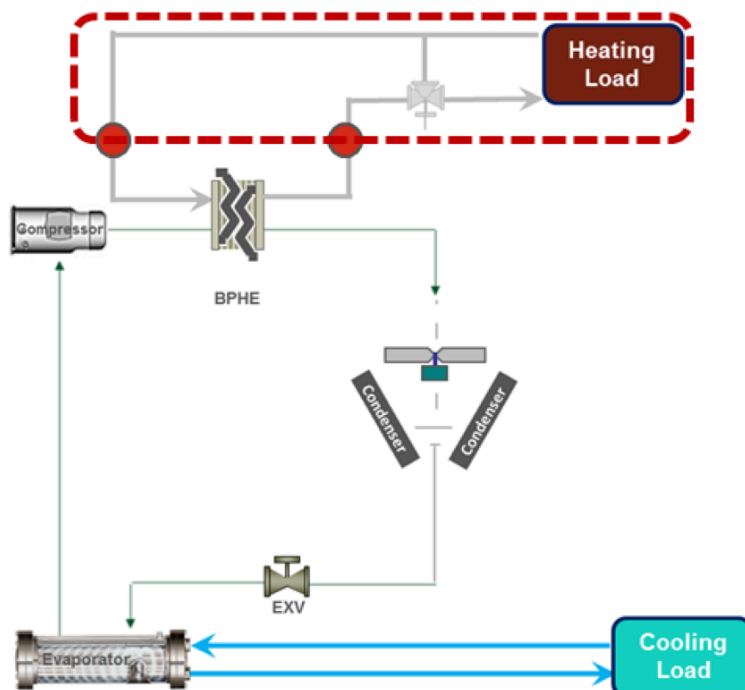 Heating
Load
Compressor
BPHE
Condenser
Condenser
EXV
Evaporator
Cooling
Load